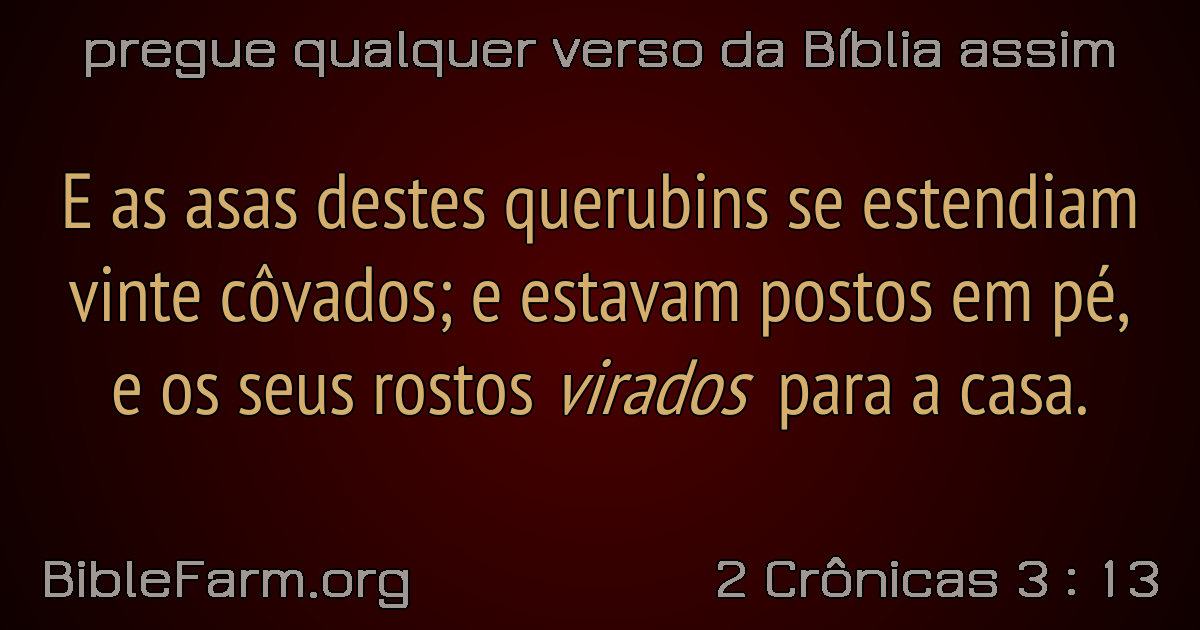 pregue qualquer verso da Bíblia assim
E as asas destes querubins se estendiam
vinte côvados; e estavam postos em pé,
e os seus rostos virados para a casa.
BibleFarm.org
2 Crônicas 3 : 13